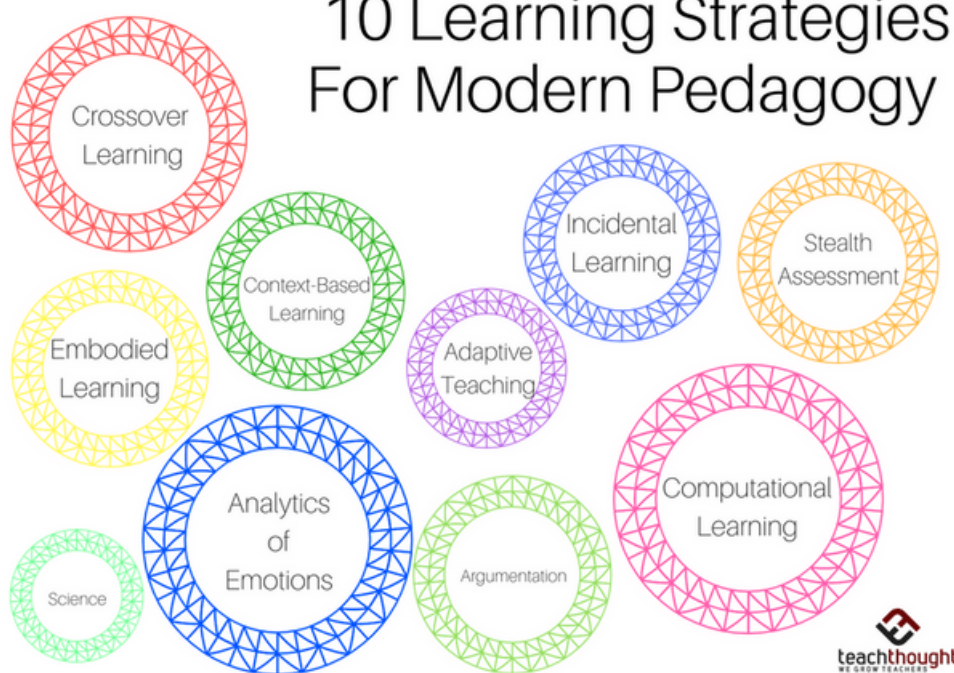 10 Learning Strategies
For Modern Pedagogy
Crossover
Learning
Incidental
Learning
Stealth
Assessment
Context-Based
Learning
Embodied
Learning
Adaptive
Teaching
Analytics
of
Emotions
Computational
Learning
Argumentation
Science
teachthought
WE GROW TEACHERS